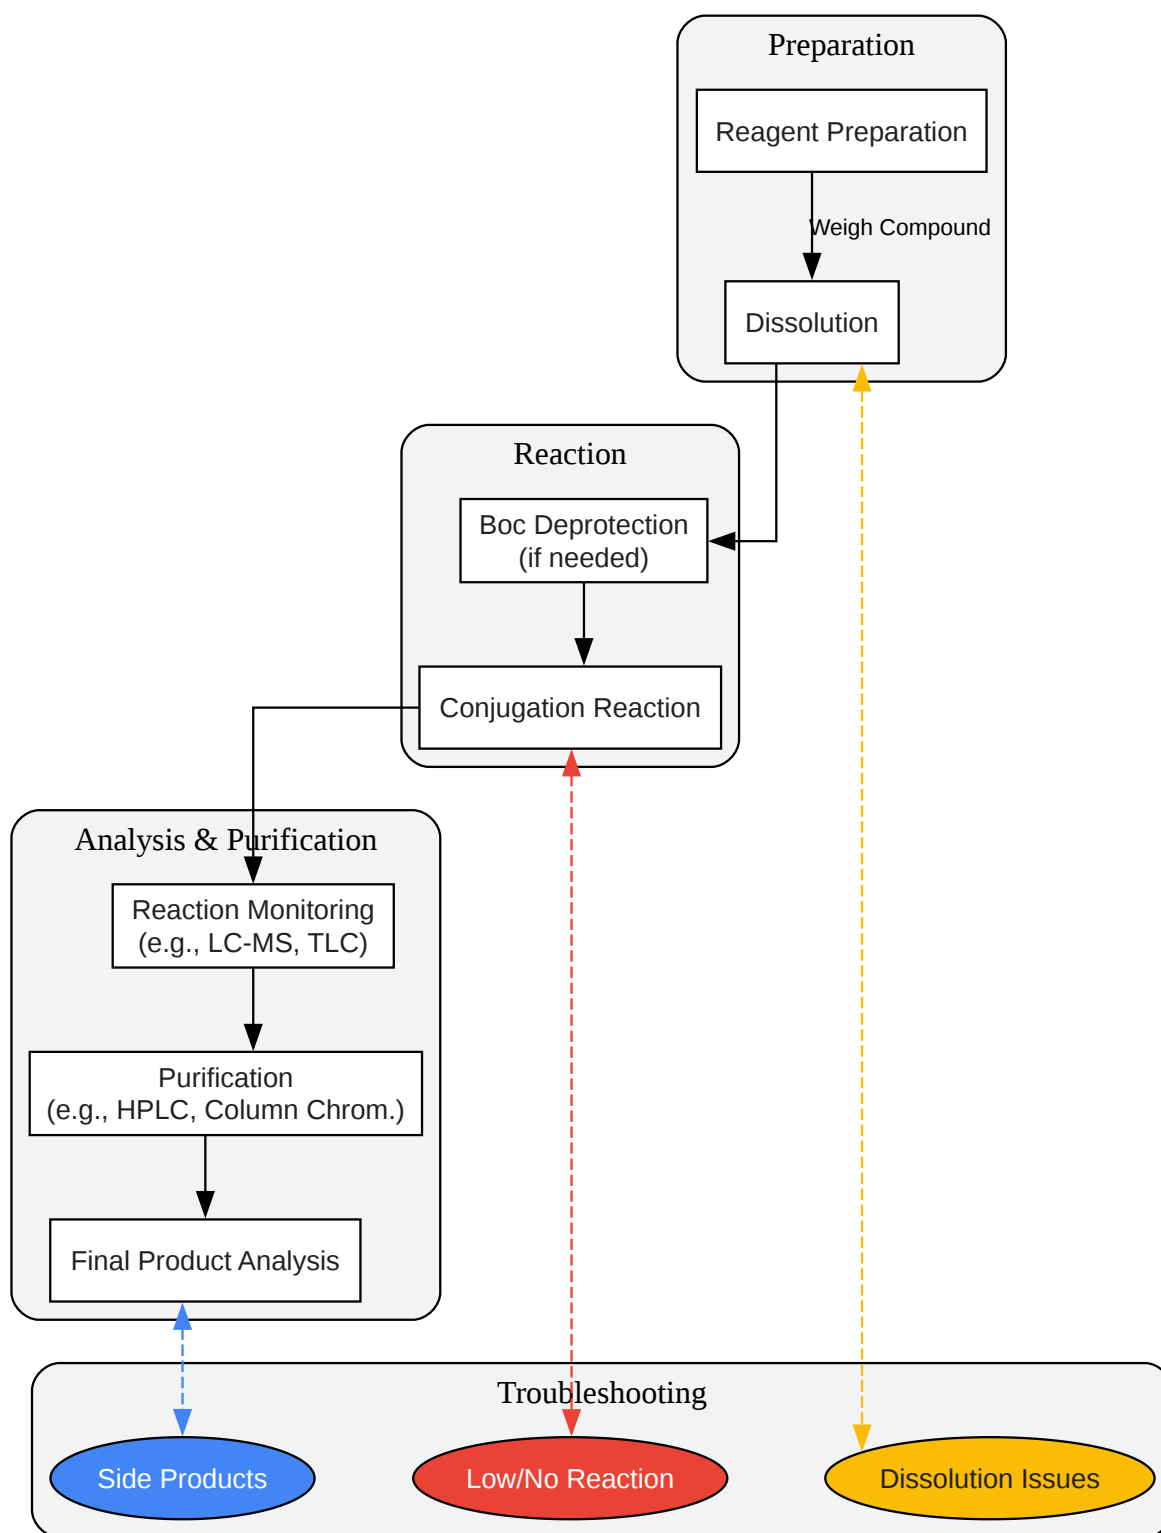 Preparation
Reagent Preparation
Weigh Compound
Dissolution
Reaction
Boc Deprotection
(if needed)
Conjugation Reaction
Analysis & Purification
Reaction Monitoring
(e.g., LC-MS, TLC)
Purification
(e.g., HPLC, Column Chrom.)
Final Product Analysis
Troubleshooting
Side Products
Low/No Reaction
Dissolution Issues